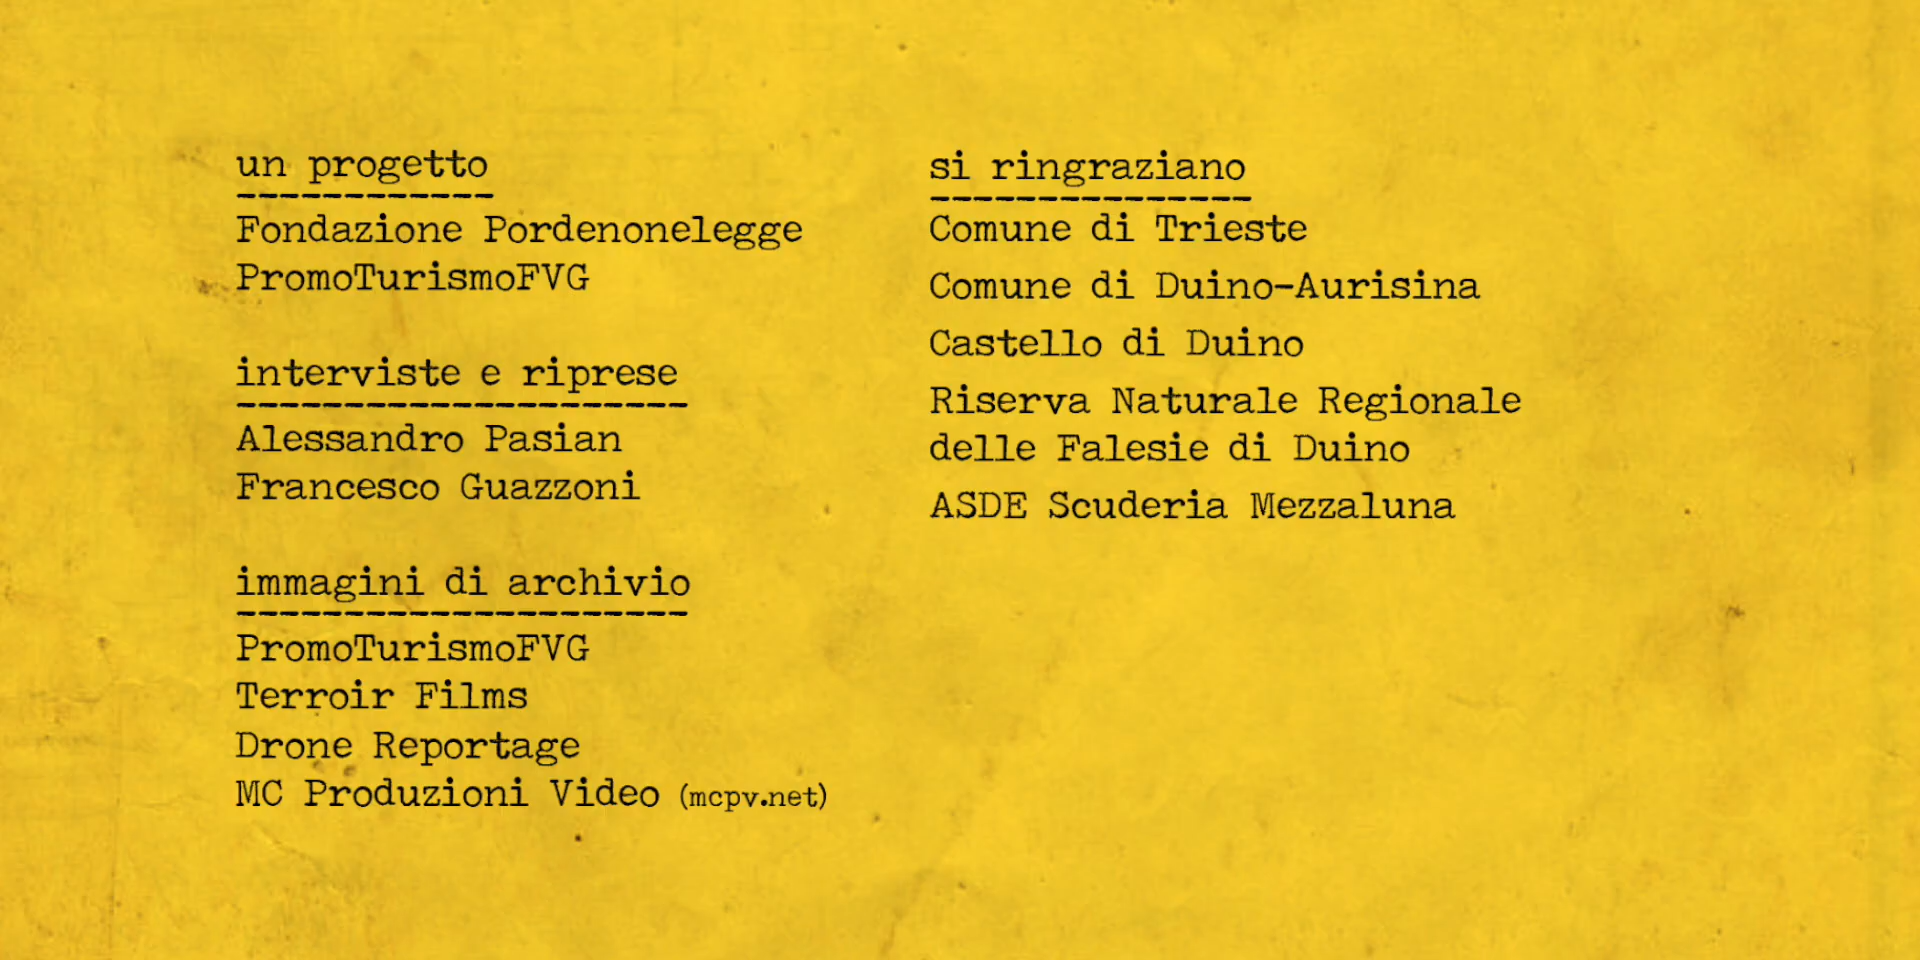 un progetto
Fondazione Pordenonelegge
PromoTurismoFVG
interviste e riprese
Alessandro Pasian
Francesco Guazzoni
immagini di archivio
PromoTurismoFVG
Terroir Films
Drone Reportage
MC Produzioni Video (mcpv.net)
si ringraziano
Comune di Trieste
Comune di Duino-Aurisina
Castello di Duino
Riserva Naturale Regionale
delle Falesie di Duino
ASDE Scuderia Mezzaluna